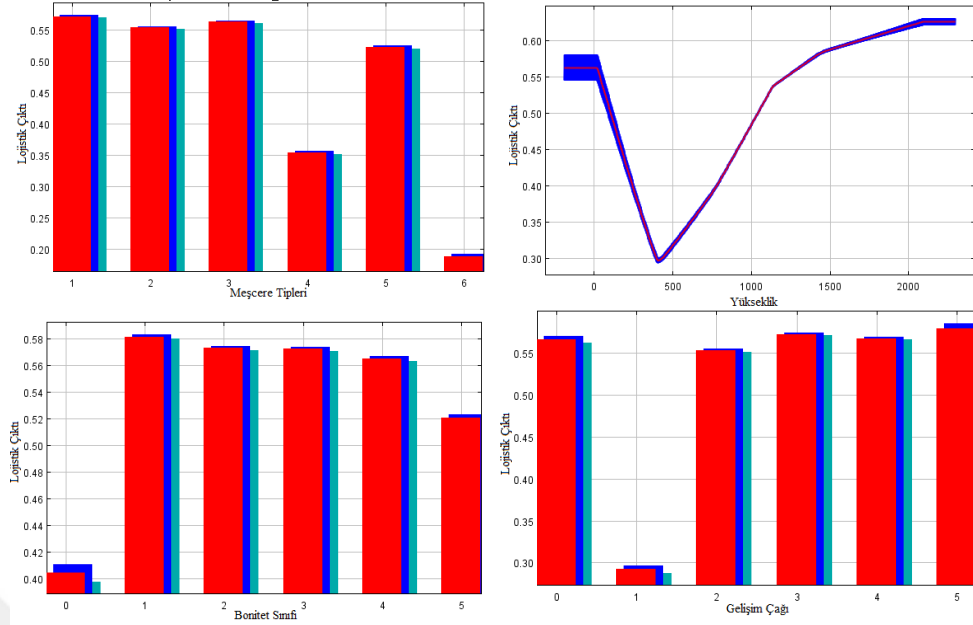 0.55
0.50
0.45
0.40
0.35
0.30
0.25
0.20
Lojistik Çıktı
1 2 3 4 5 6
Meşcere Tipleri
0.60
0.55
0.50
0.45
0.40
0.35
0.30
Lojistik Çıktı
0 500 1000 1500 2000
Yükseklik
0.58
0.56
0.54
0.52
0.50
0.48
0.46
0.44
0.42
0.40
Lojistik Çıktı
0 1 2 3 4 5
Bonitet Sınıfı
0.55
0.50
0.45
0.40
0.35
0.30
Lojistik Çıktı
0 1 2 3 4 5
Gelişim Çağı